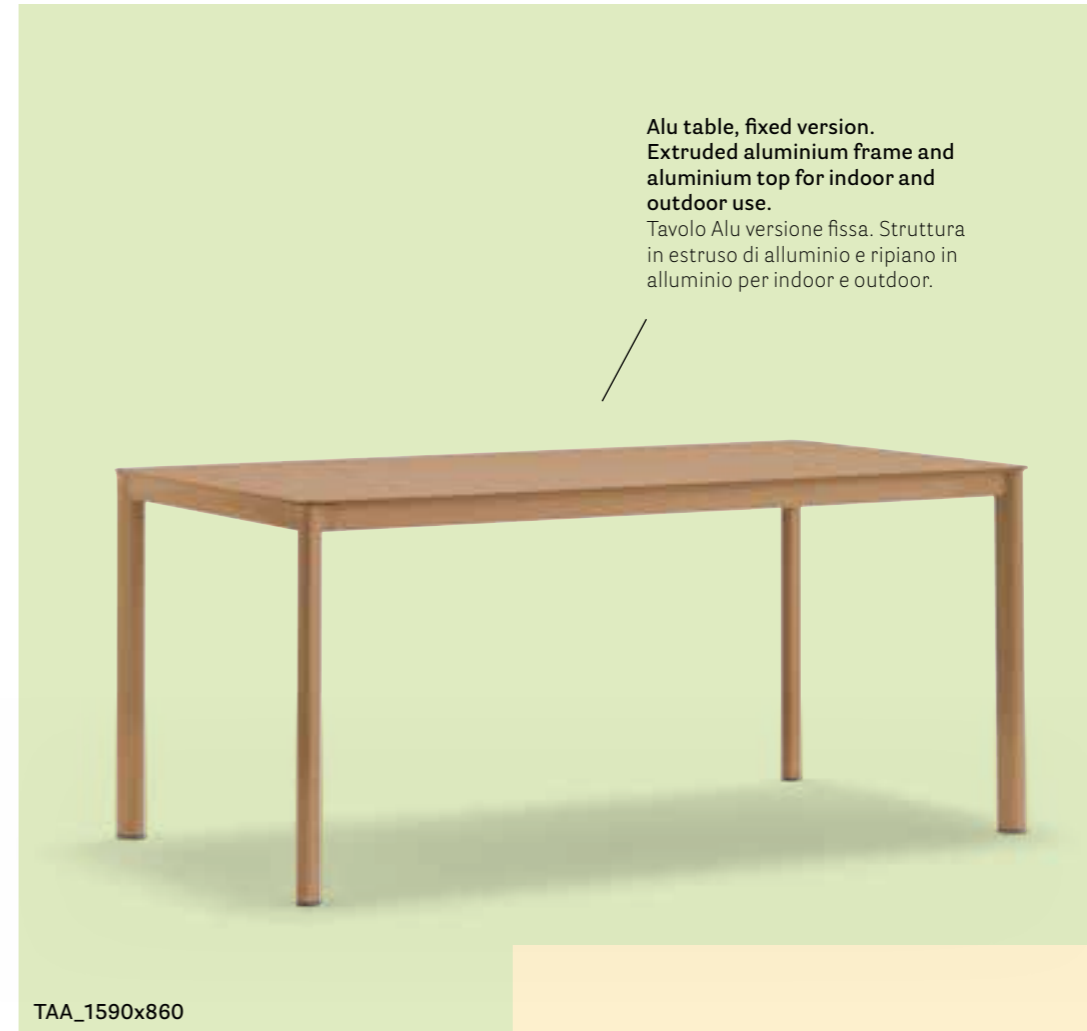 Alu table, fixed version.
Extruded aluminium frame and
aluminium top for indoor and
outdoor use.
Tavolo Alu versione fissa. Struttura
in estruso di alluminio e ripiano in
alluminio per indoor e outdoor.
TAA_1590x860